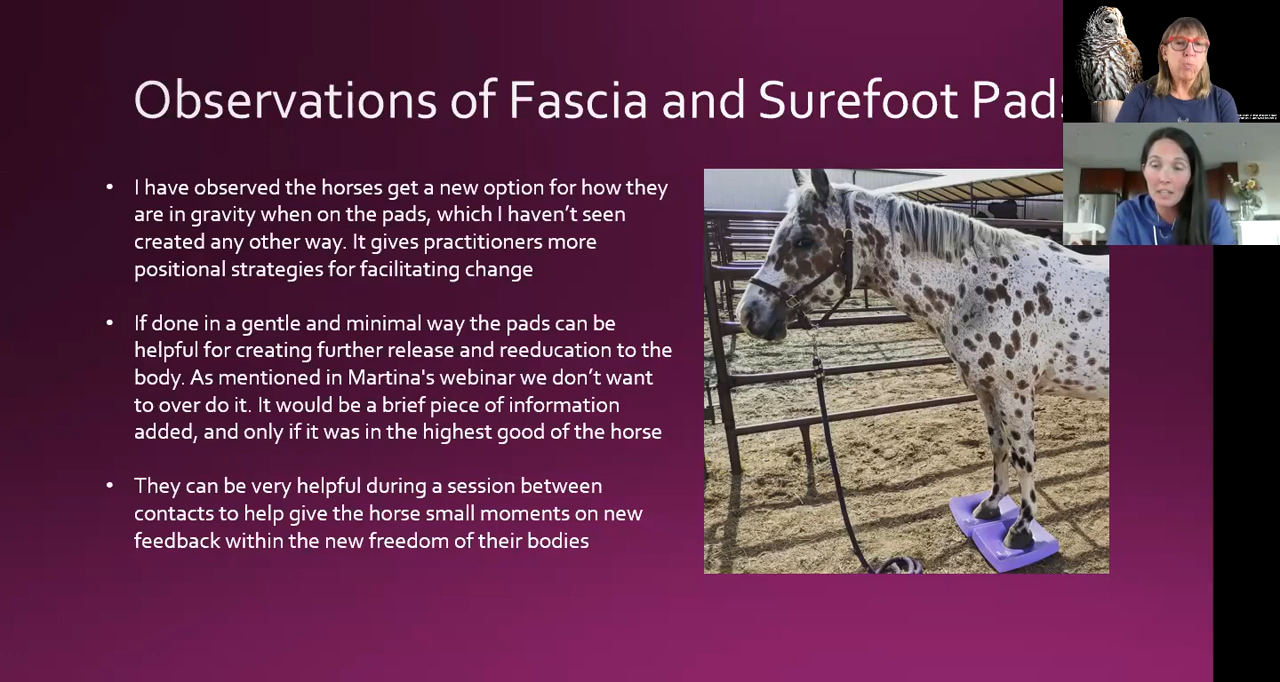 Observations of Fascia and Surefoot Pads
• I have observed the horses get a new option for how they
are in gravity when on the pads, which I haven't seen
created any other way. It gives practitioners more
positional strategies for facilitating change
• If done in a gentle and minimal way the pads can be
helpful for creating further release and reeducation to the
body. As mentioned in Martina's webinar we don't want
to over do it. It would be a brief piece of information
added, and only if it was in the highest good of the horse
• They can be very helpful during a session between
contacts to help give the horse small moments on new
feedback within the new freedom of their bodies